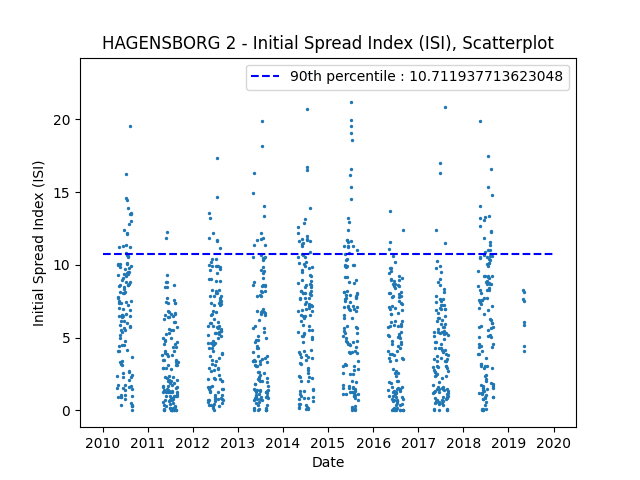 HAGENSBORG 2 - Initial Spread Index (ISI), Scatterplot
90th percentile : 10.711937713623048
Initial Spread Index (ISI)
20
15
10
5
0
2010 2011 2012 2013 2014 2015 2016 2017 2018 2019 2020
Date